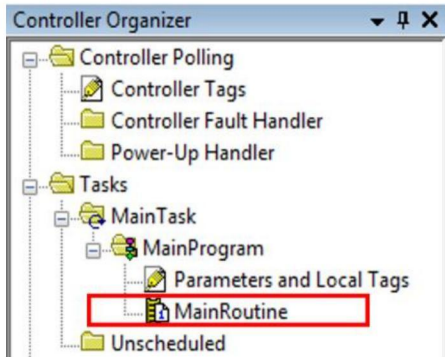 Controller Organizer
Controller Polling
Controller Tags
Controller Fault Handler
Power-Up Handler
Tasks
MainTask
MainProgram
Parameters and Local Tags
MainRoutine
Unscheduled